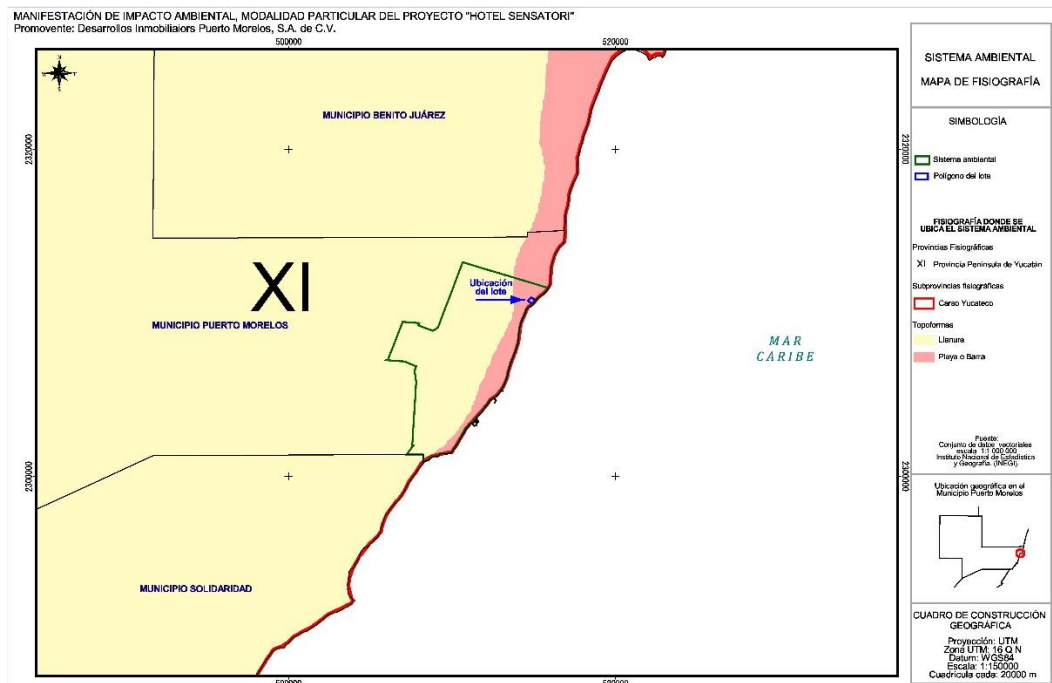 MANIFESTACIÓN DE IMPACTO AMBIENTAL, MODALIDAD PARTICULAR DEL PROYECTO "HOTEL SENSATORI"
Promovente: Desarrollos Inmobiliaiors Puerto Morelos, S.A. de C.V.
500000
520000
N
2320000
2320000
MUNICIPIO BENITO JUÁREZ
XI
Ubicación
del lote
MUNICIPIO PUERTO MORELOS
MAR
CARIBE
2300000
2300000
MUNICIPIO SOLIDARIDAD
500000
520000
SISTEMA AMBIENTAL
MAPA DE FISIOGRAFÍA
SIMBOLOGÍA
Sistema ambiental
Polígono del lote
FISIOGRAFÍA DONDE SE
UBICA EL SISTEMA AMBIENTAL
Provincias Fisiográficas
XI Provincia Península de Yucatán
Subprovincias fisiográficas
Carso Yucateco
Topoformas
Llanura
Playa o Barra
Fuente:
Conjunto de datos vectoriales
escala 1:1 000 000
Instituto Nacional de Estadística
y Geografía. (INEGI).
Ubicación geográfica en el
Municipio Puerto Morelos
CUADRO DE CONSTRUCCIÓN
GEOGRÁFICA
Proyección: UTM
Zona UTM: 16 Q N
Datum: WGS84
Escala: 1:150000
Cuadrícula cada: 20000 m